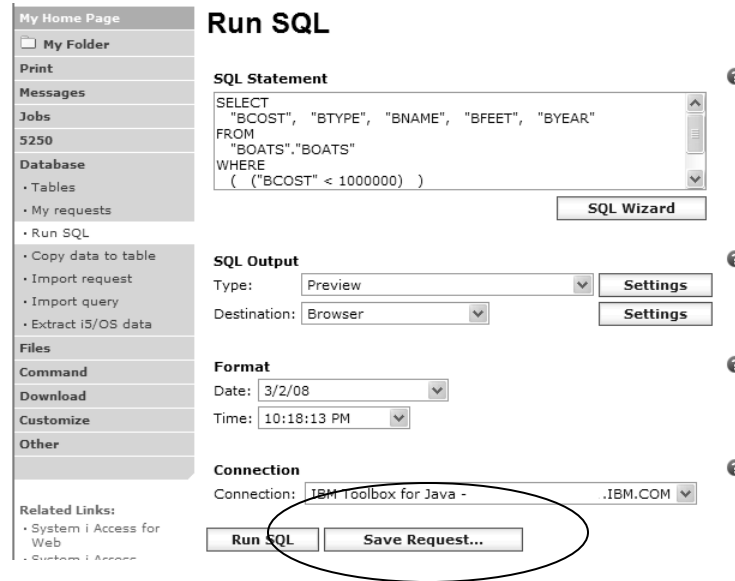 My Home Page
My Folder
Print
Messages
Jobs
5250
Database
• Tables
• My requests
• Run SQL
• Copy data to table
• Import request
• Import query
• Extract i5/OS data
Files
Command
Download
Customize
Other
Related Links:
• System i Access for
Web
• System i Access
Run SQL
SQL Statement
SELECT
"BCOST", "BTYPE", "BNAME", "BFEET", "BYEAR"
FROM
"BOATS"."BOATS"
WHERE
( ("BCOST" < 1000000) )
SQL Wizard
SQL Output
Type: Preview Settings
Destination: Browser Settings
Format
Date: 3/2/08
Time: 10:18:13 PM
Connection
Connection: IBM Toolbox for Java - .IBM.COM
Run SQL Save Request...